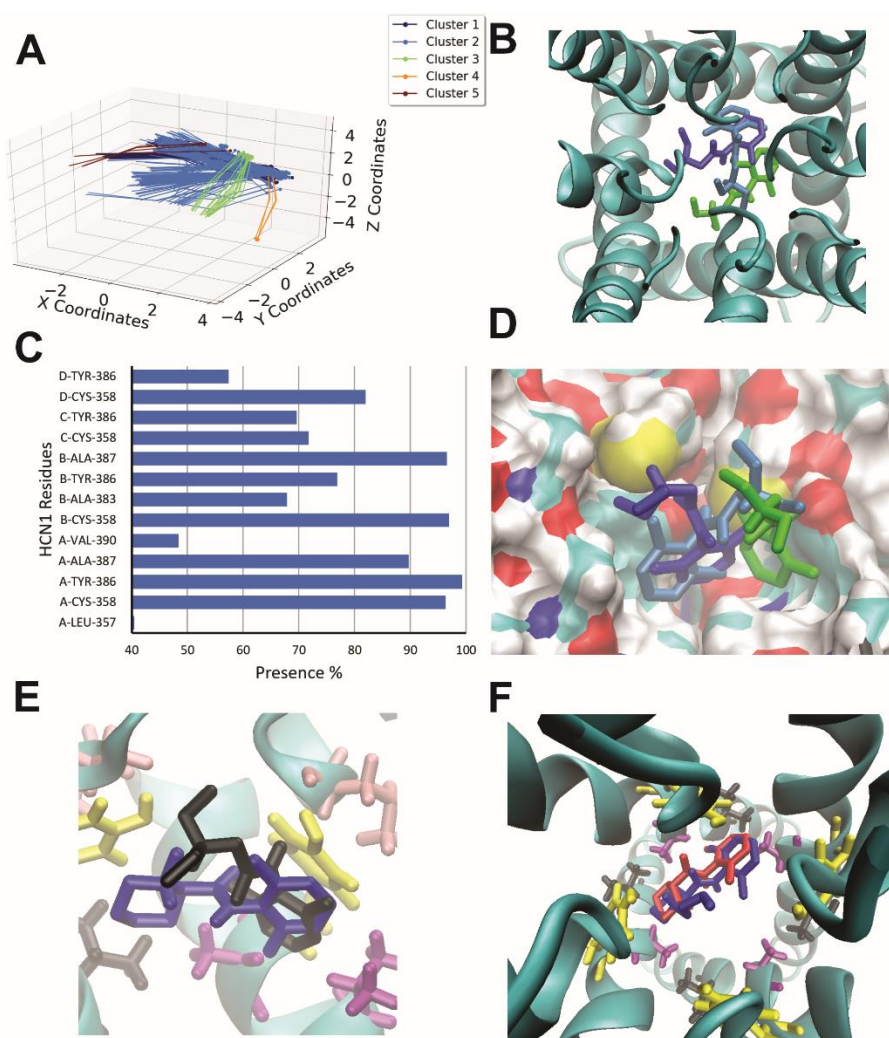 A
Cluster 1
Cluster 2
Cluster 3
Cluster 4
Cluster 5
4
2
0
−2
−4
Z Coordinates
−2
0
2
4
X Coordinates
−4
−2
0
2
Y Coordinates
B
C
D-TYR-386
D-CYS-358
C-TYR-386
C-CYS-358
B-ALA-387
B-TYR-386
B-ALA-383
B-CYS-358
A-VAL-390
A-ALA-387
A-TYR-386
A-CYS-358
A-LEU-357
HCN1 Residues
40 50 60 70 80 90 100
Presence %
D
E
F